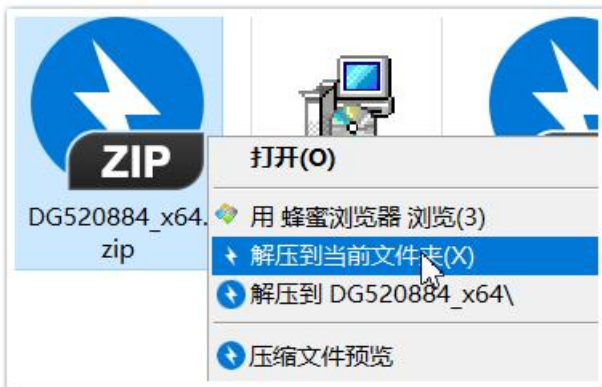 ZIP
DG520884_x64.
zip
打开(O)
用 蜂蜜浏览器 浏览(3)
解压到当前文件夹(X)
解压到 DG520884_x64\
压缩文件预览